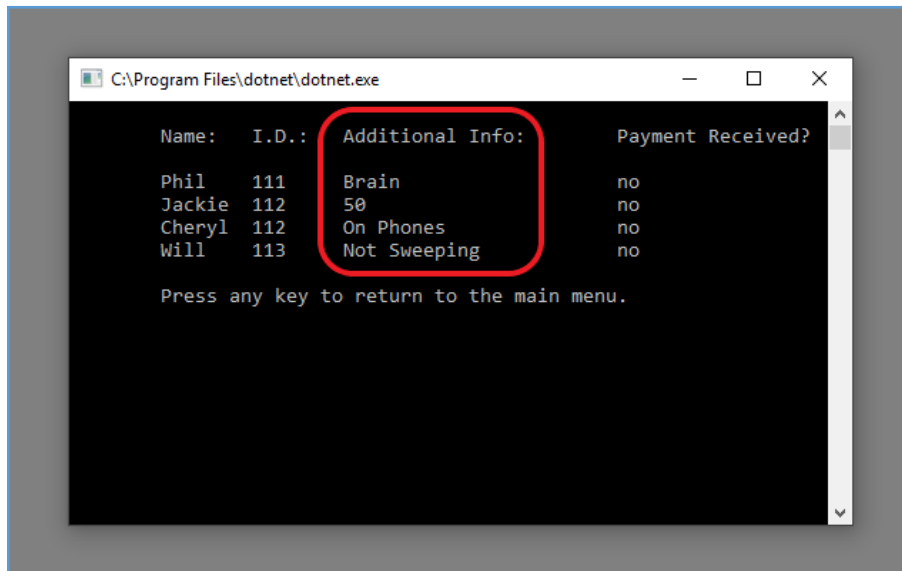 C:\Program Files\dotnet\dotnet.exe
Name: I.D.: Additional Info: Payment Received?
Phil 111 Brain no
Jackie 112 50 no
Cheryl 112 On Phones no
Will 113 Not Sweeping no
Press any key to return to the main menu.